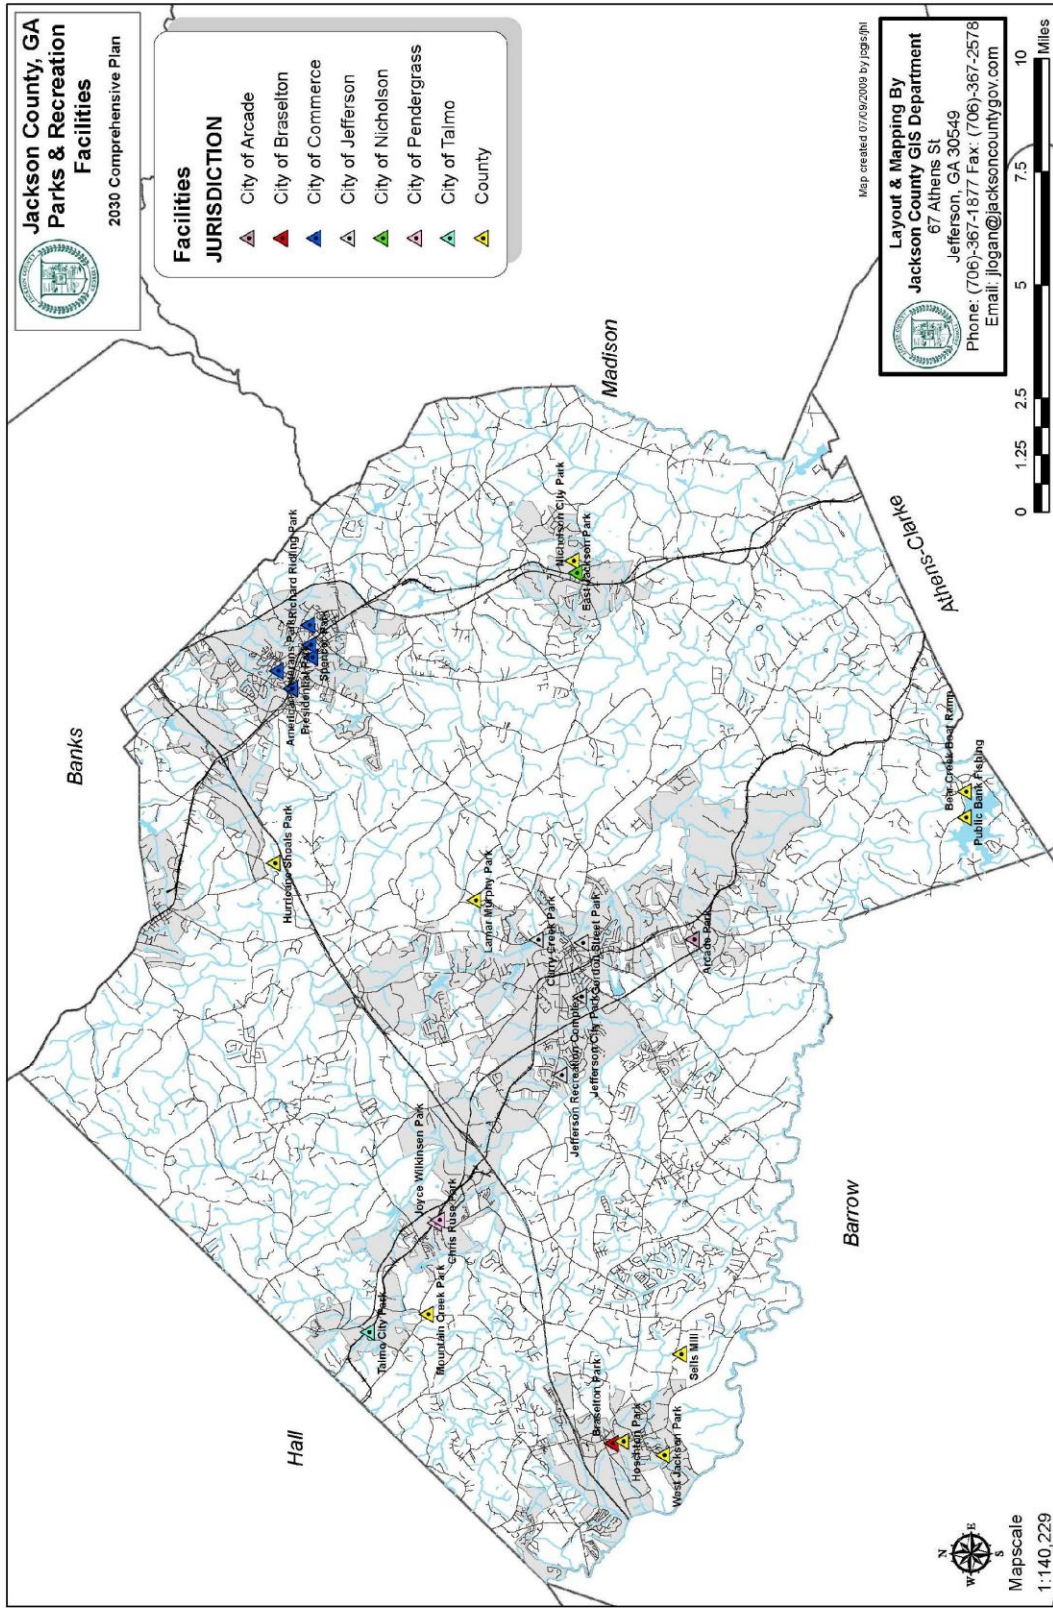 Jackson County, GA
Parks & Recreation
Facilities
2030 Comprehensive Plan
Facilities
JURISDICTION
City of Arcade
City of Braselton
City of Commerce
City of Jefferson
City of Nicholson
City of Pendergrass
City of Talmo
County
Banks
Hall
Madison
Barrow
Athens-Clarke
Richard Ridling Park
American Veterans Park
Presidential Park
Spencer Park
Hurricane Shoals Park
Nicholson City Park
East Jackson Park
Lamar Murphy Park
Curry Creek Park
Gordon Street Park
Jefferson Recreation Complex
Jefferson City Park
Arcade Park
Joyce Wilkinsen Park
Chris Ruse Park
Talmo City Park
Mountain Creek Park
Braselton Park
Hoschton Park
West Jackson Park
Sells Mill
Bear Creek Boat Ramp
Public Bank Fishing
N
W E
S
Mapscale
1:140,229
Map created 07/09/2009 by jcgis/jhl
Layout & Mapping By
Jackson County GIS Department
67 Athens St
Jefferson, GA 30549
Phone: (706)-367-1877 Fax: (706)-367-2578
Email: jlogan@jacksoncountygov.com
0 1.25 2.5 5 7.5 10
Miles